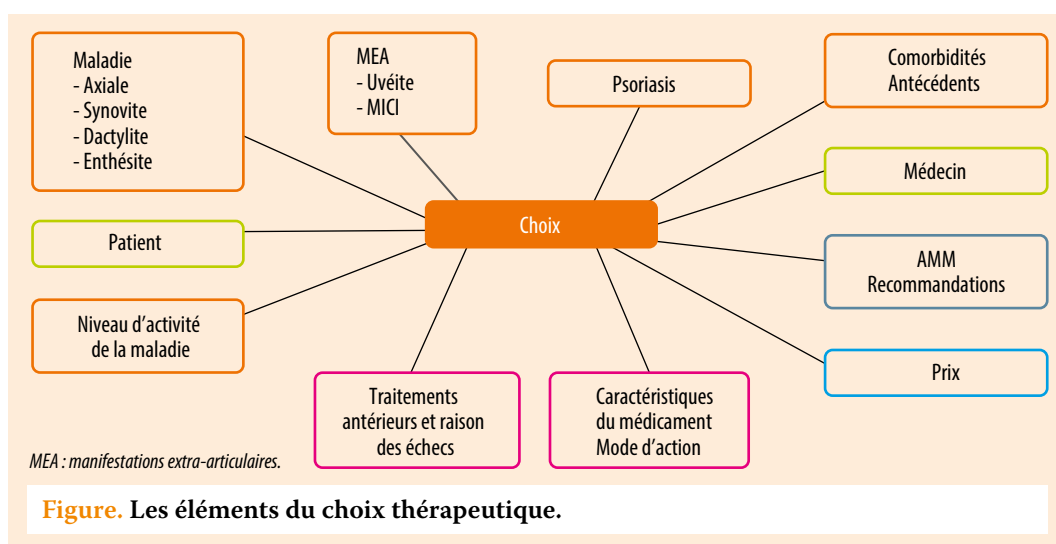 Maladie
- Axiale
- Synovite
- Dactylite
- Enthésite
MEA
- Uvéite
- MICI
Psoriasis
Comorbidités
Antécédents
Médecin
Choix
Patient
AMM
Recommandations
Niveau d’activité
de la maladie
Prix
Traitements
antérieurs et raison
des échecs
Caractéristiques
du médicament
Mode d’action
MEA : manifestations extra-articulaires.
Figure. Les éléments du choix thérapeutique.